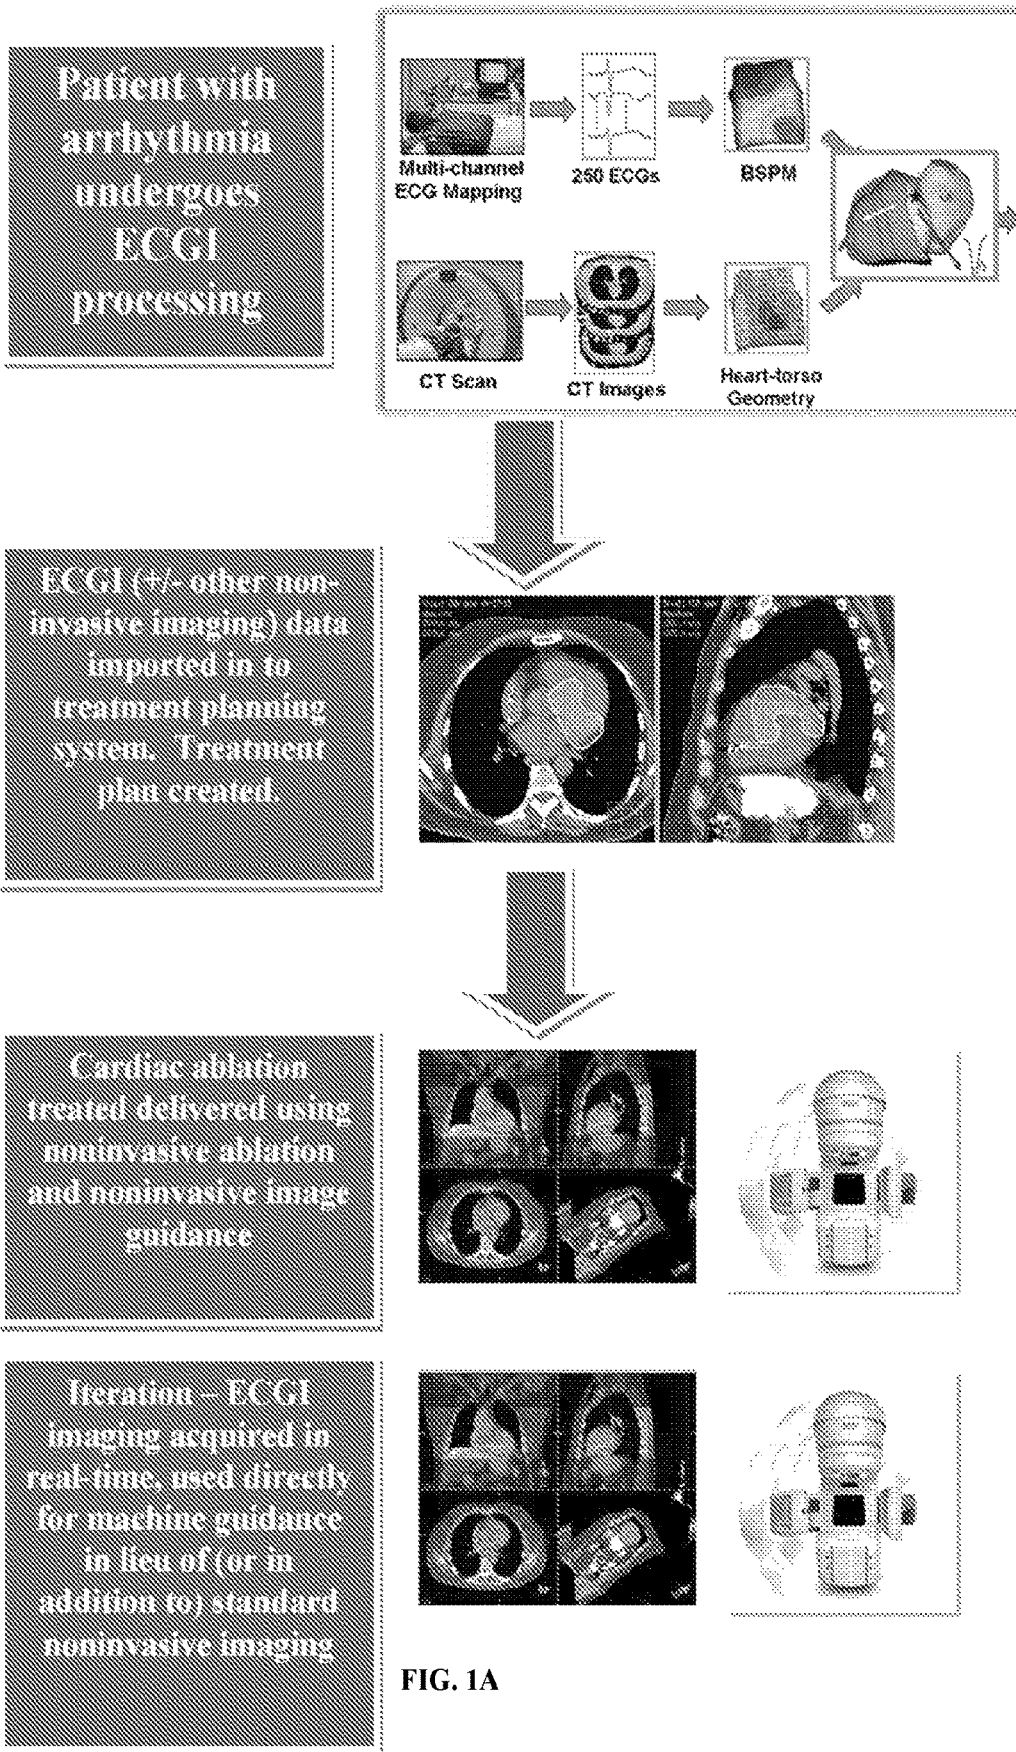 Patient with
arrhythmia
undergoes
ECGI
processing
Multi-channel
ECG Mapping
250 ECGs
BSPM
CT Scan
CT Images
Heart-torso
Geometry
ECGI (+/- other non-
invasive imaging) data
imported in to
treatment planning
system. Treatment
plan created.
Cardiac ablation
treated delivered using
noninvasive ablation
and noninvasive image
guidance
Iteration – ECGI
imaging acquired in
real-time, used directly
for machine guidance
in lieu of (or in
addition to) standard
noninvasive imaging
FIG. 1A